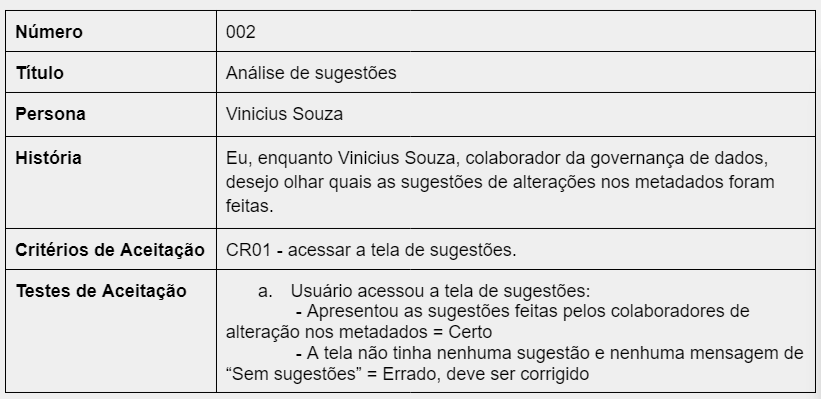 Número 002
Título Análise de sugestões
Persona Vinicius Souza
História Eu, enquanto Vinicius Souza, colaborador da governança de dados,
desejo olhar quais as sugestões de alterações nos metadados foram
feitas.
Critérios de Aceitação CR01 - acessar a tela de sugestões.
Testes de Aceitação a. Usuário acessou a tela de sugestões:
- Apresentou as sugestões feitas pelos colaboradores de
alteração nos metadados = Certo
- A tela não tinha nenhuma sugestão e nenhuma mensagem de
“Sem sugestões” = Errado, deve ser corrigido